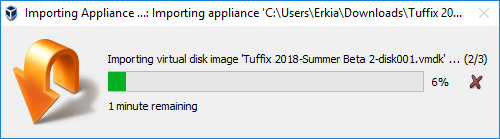 Importing Appliance ...: Importing appliance 'C:\Users\Erkia\Downloads\Tuffix 20...
Importing virtual disk image 'Tuffix 2018-Summer Beta 2-disk001.vmdk' ... (2/3)
6%
1 minute remaining